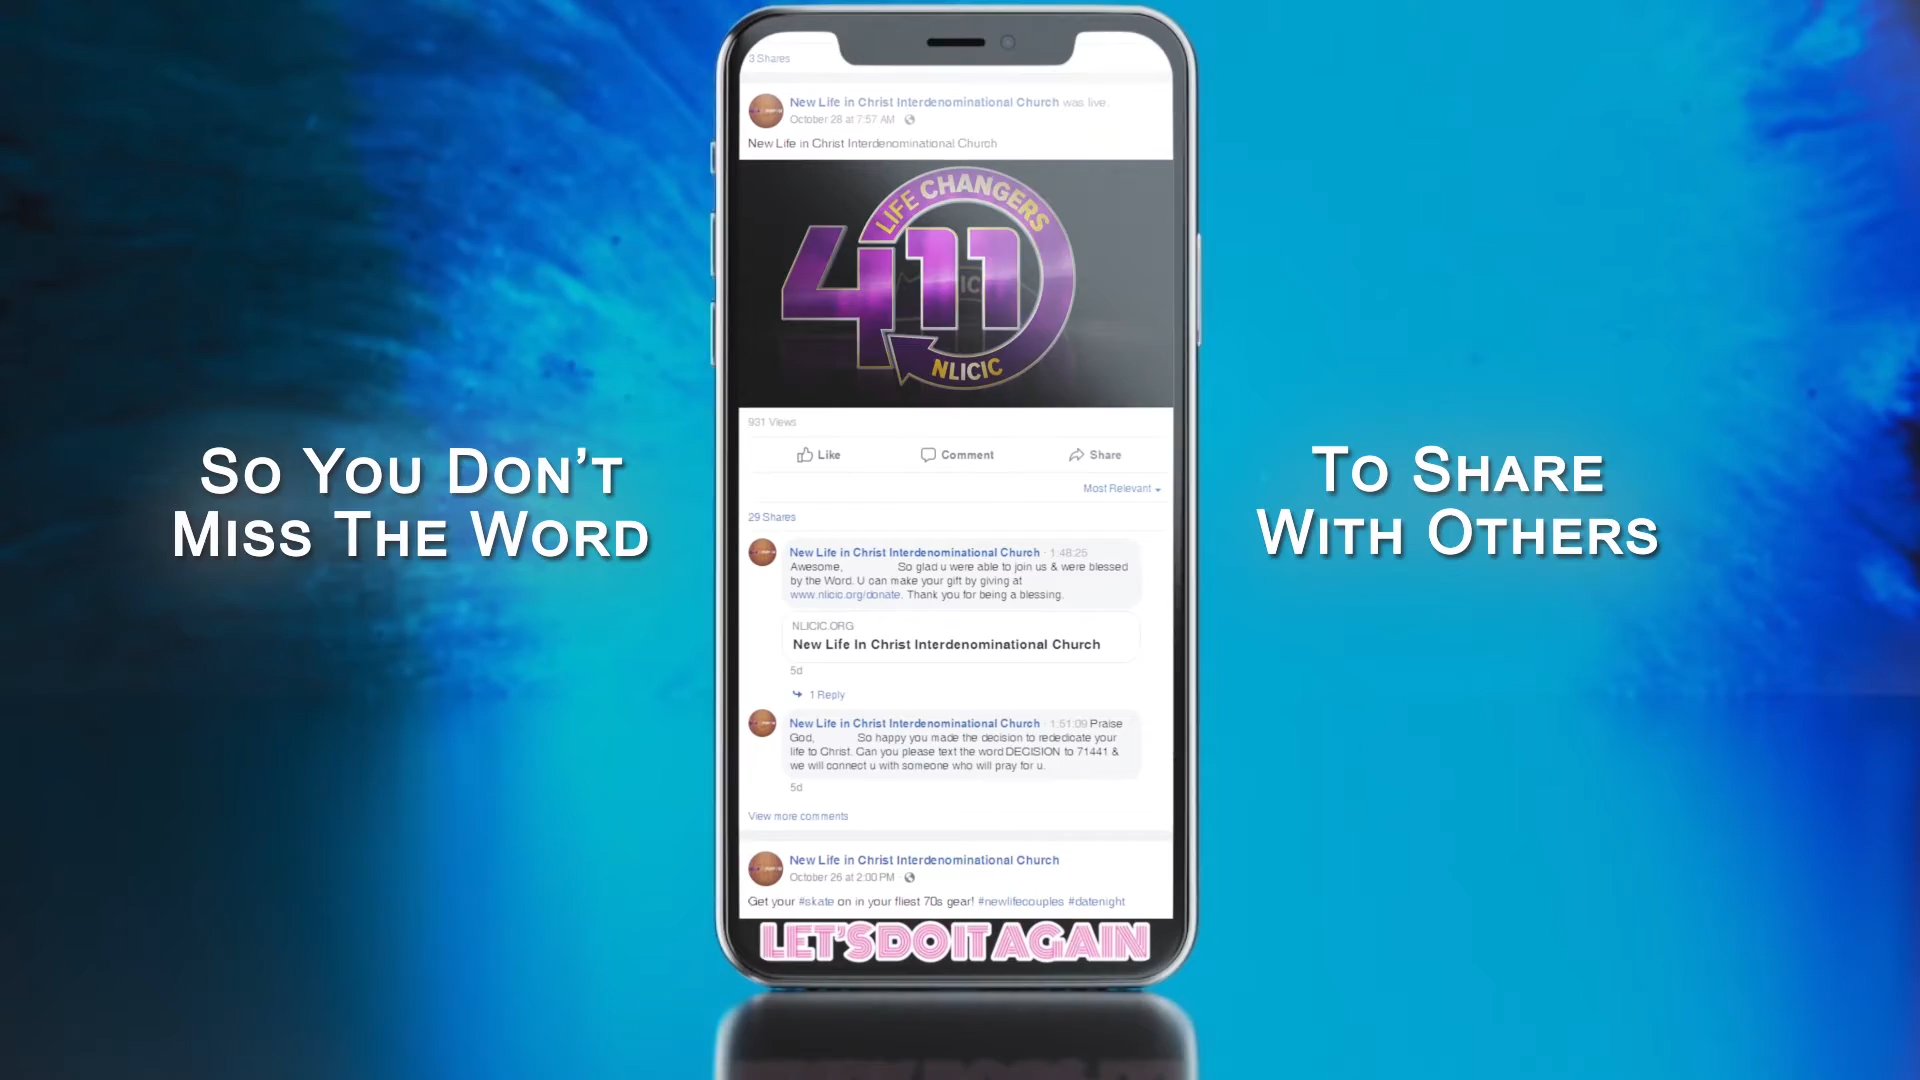 So You Don't
Miss The Word
3 Shares
New Life in Christ Interdenominational Church was live.
October 28 at 7:57 AM
New Life in Christ Interdenominational Church
LIFE CHANGERS
411
NLICIC
931 Views
Like Comment Share
Most Relevant
29 Shares
New Life in Christ Interdenominational Church · 1:48:25
Awesome, So glad u were able to join us & were blessed
by the Word. U can make your gift by giving at
www.nlicic.org/donate. Thank you for being a blessing.
NLICIC.ORG
New Life In Christ Interdenominational Church
5d
1 Reply
New Life in Christ Interdenominational Church · 1:51:09 Praise
God, So happy you made the decision to rededicate your
life to Christ. Can you please text the word DECISION to 71441 &
we will connect u with someone who will pray for u.
5d
View more comments
New Life in Christ Interdenominational Church
October 26 at 2:00 PM ·
Get your #skate on in your fliest 70s gear! #newlifecouples #datenight
LET'S DO IT AGAIN
To Share
With Others